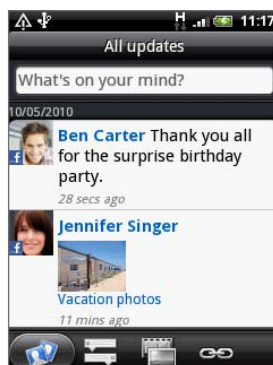 H 11:17
All updates
What's on your mind?
10/05/2010
Ben Carter Thank you all
for the surprise birthday
party.
28 secs ago
Jennifer Singer
Vacation photos
11 mins ago